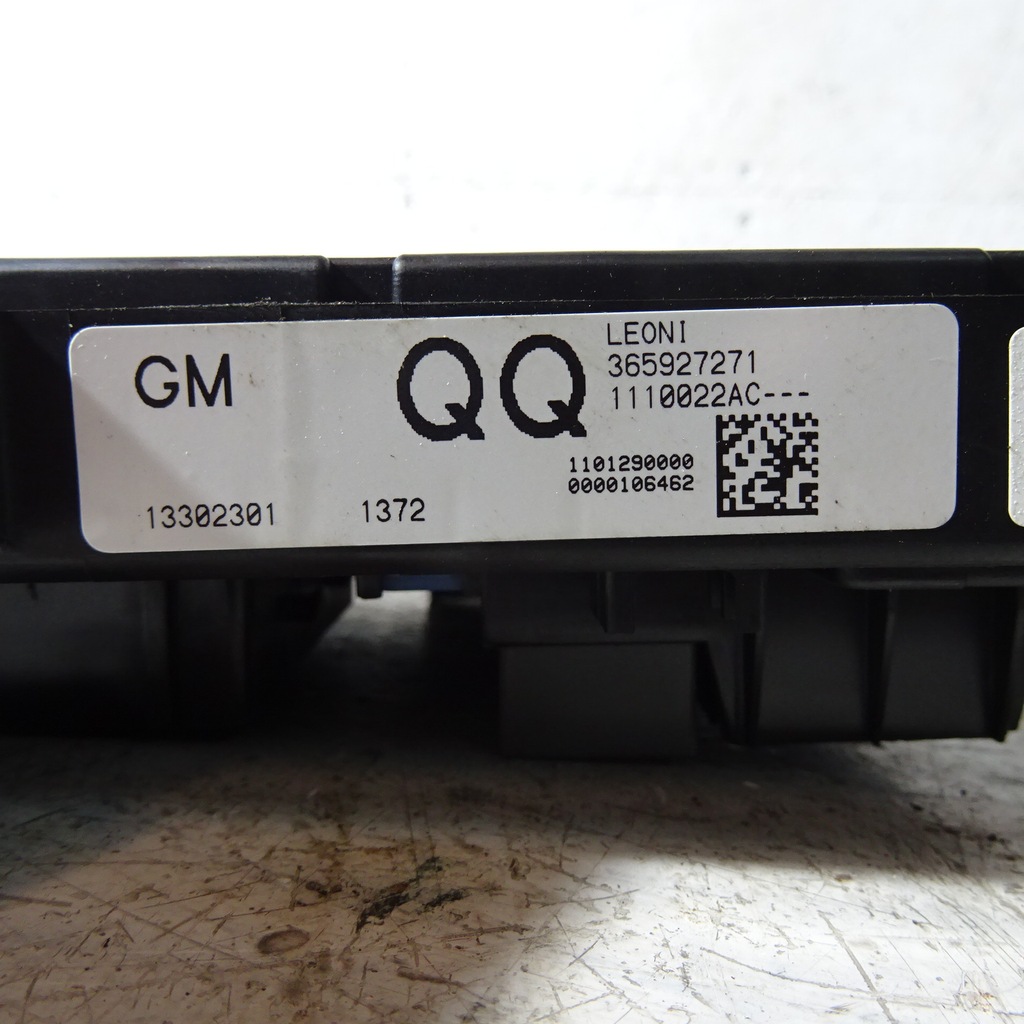 GM
QQ
LEONI
365927271
1110022AC---
1101290000
0000106462
13302301
1372